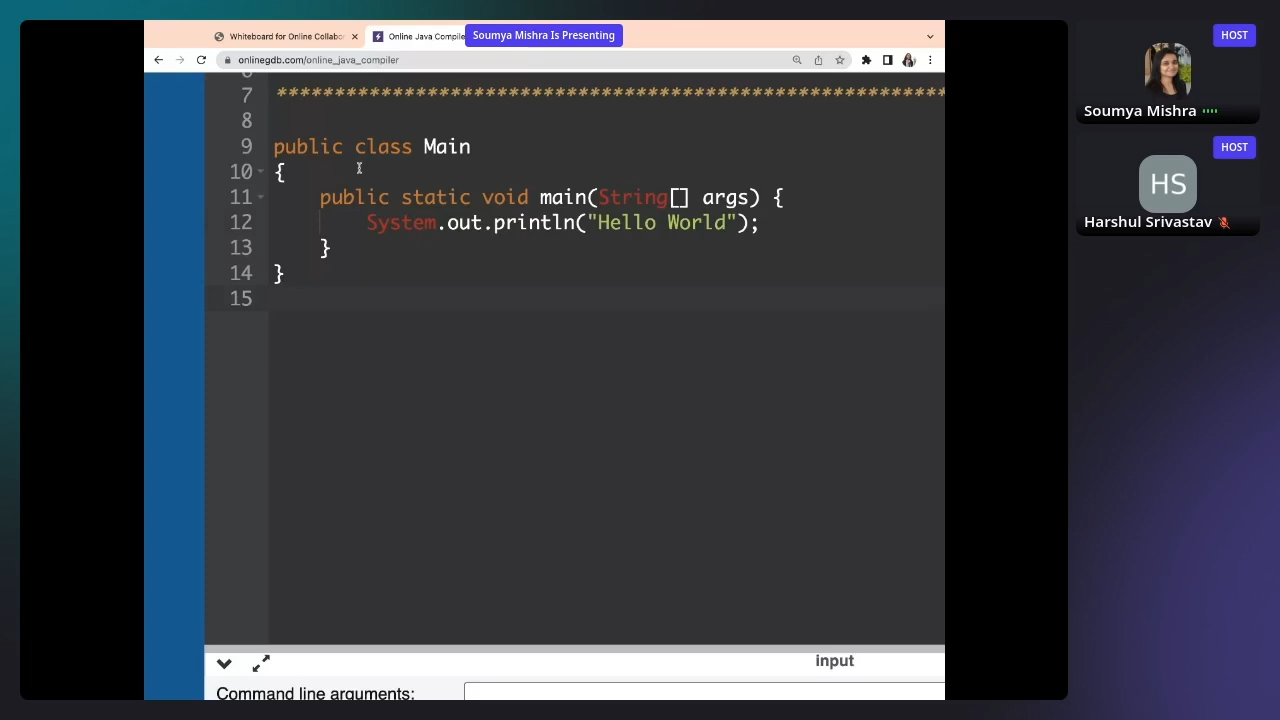 Whiteboard for Online Collabor
Online Java Compile
Soumya Mishra Is Presenting
onlinegdb.com/online_java_compiler
7 ************************************************************
8
9 public class Main
10 {
11 public static void main(String[] args) {
12 System.out.println("Hello World");
13 }
14 }
15
input
Command line arguments:
HOST
Soumya Mishra
HOST
HS
Harshul Srivastav